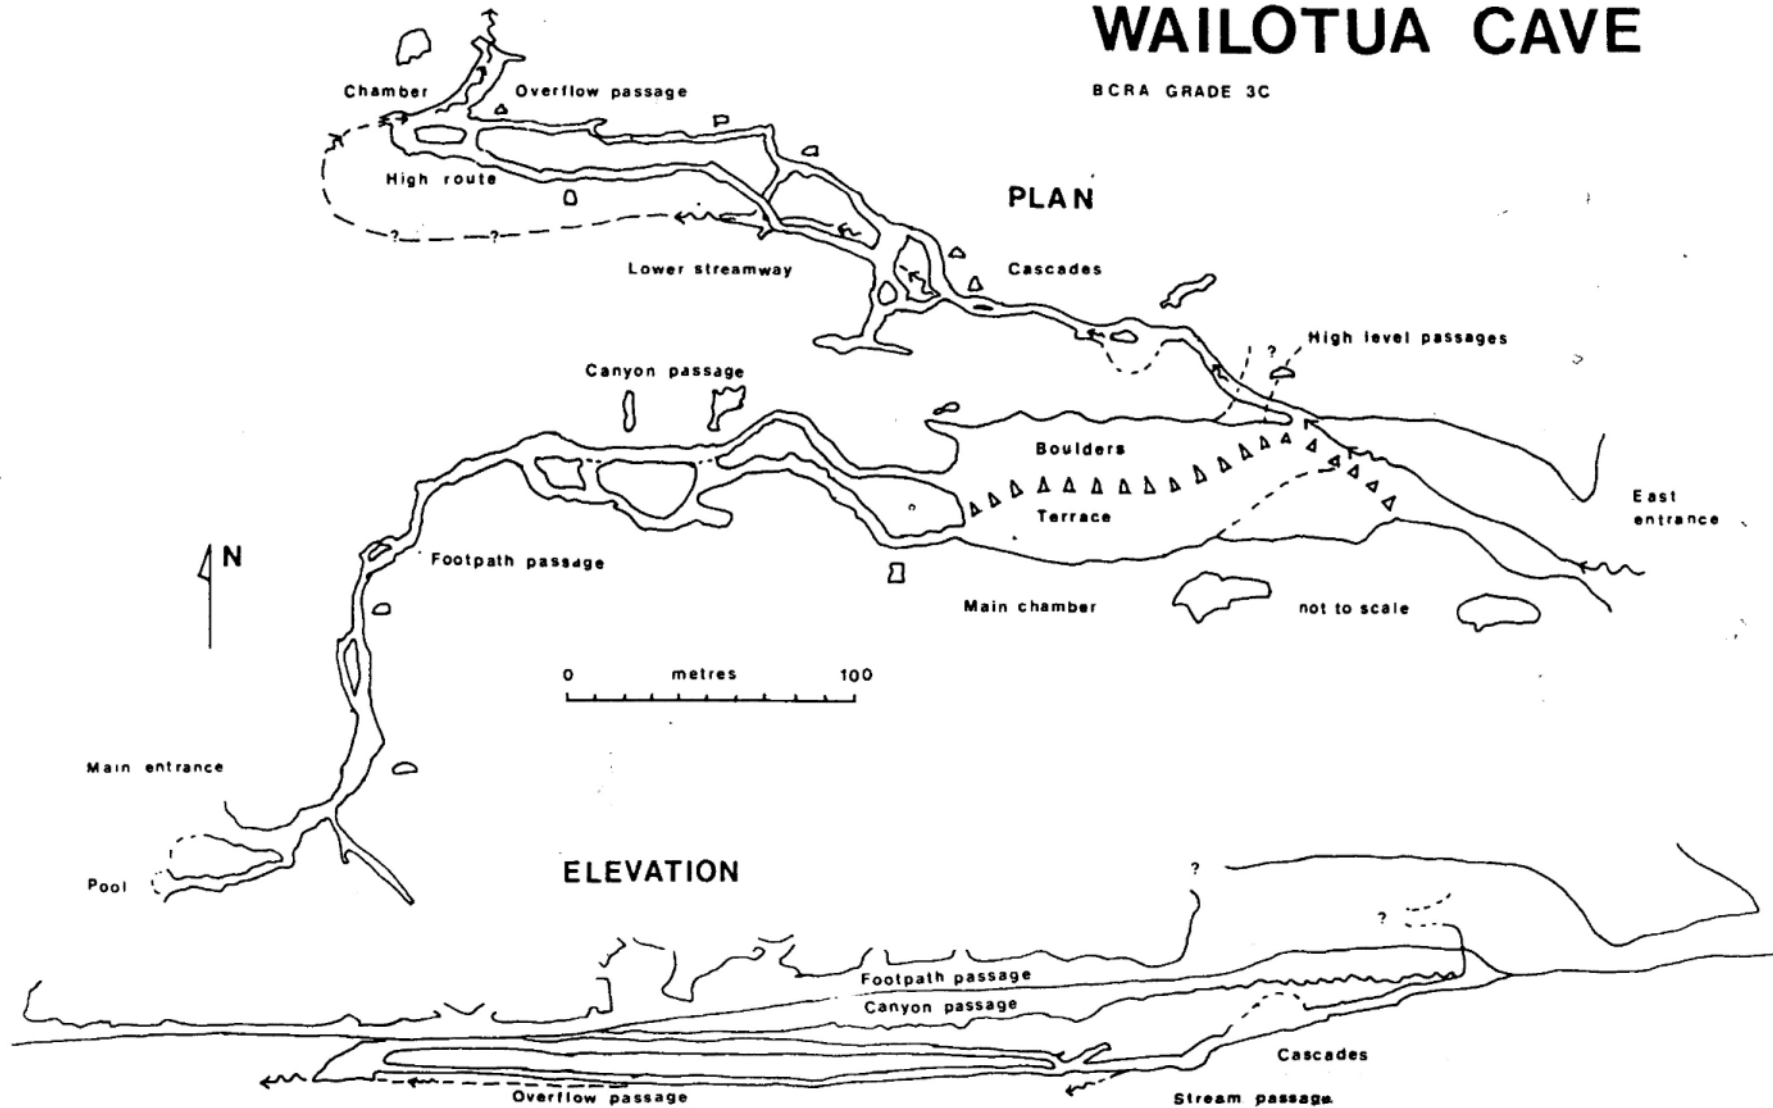 WAILOTUA CAVE
BCRA GRADE 3C
Chamber
Overflow passage
High route
PLAN
? ?
Lower streamway
Cascades
?
High level passages
Canyon passage
Boulders
Terrace
East
entrance
N
Footpath passage
Main chamber
not to scale
0 metres 100
Main entrance
Pool
ELEVATION
?
?
Footpath passage
Canyon passage
Cascades
Overflow passage
Stream passage